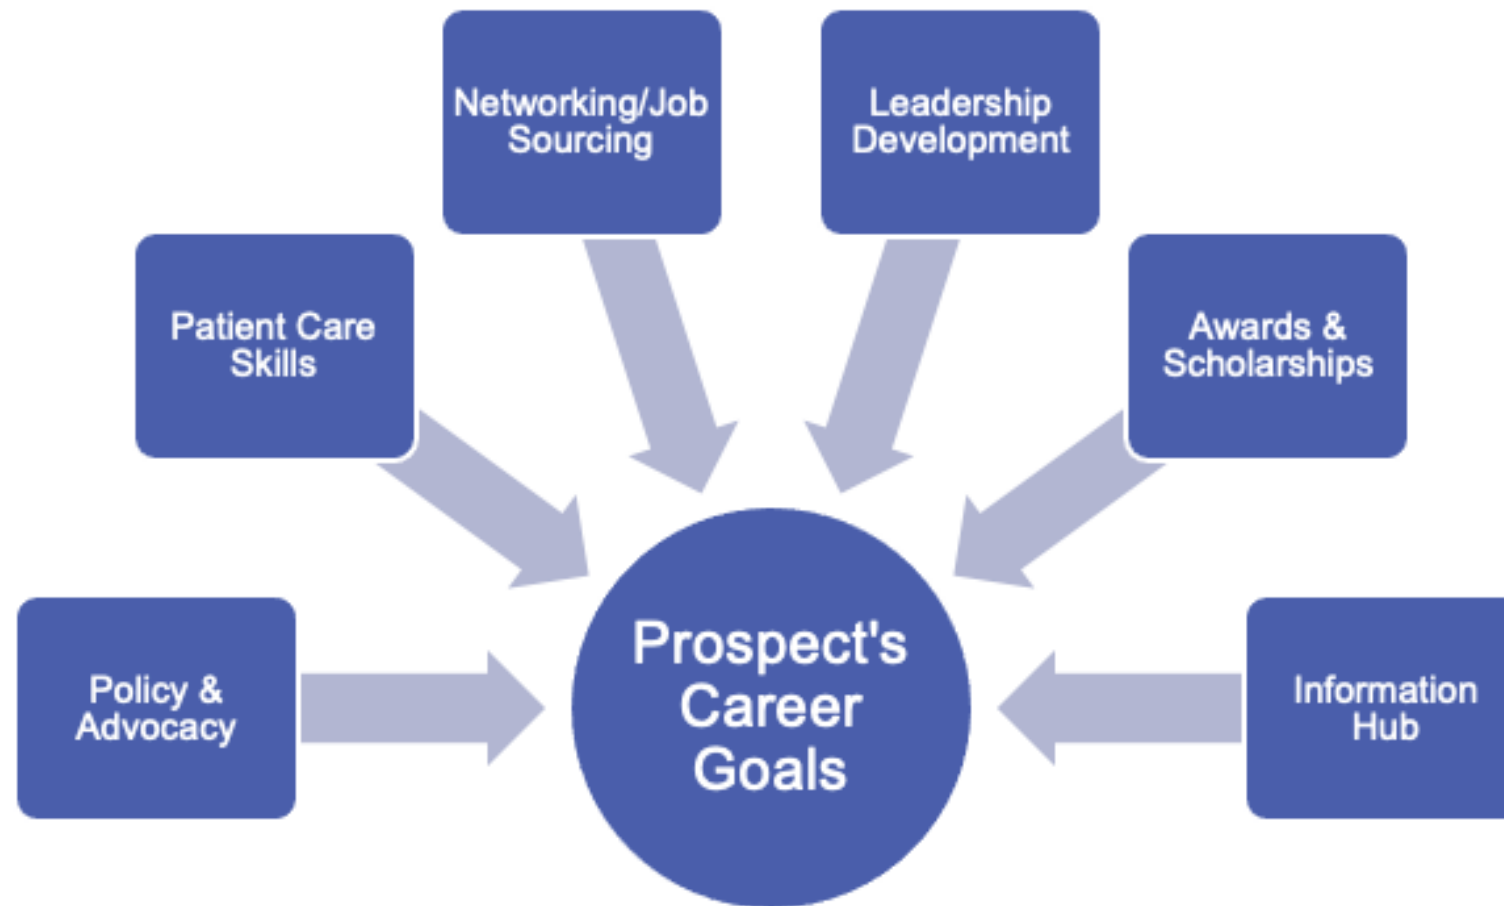 Networking/Job
Sourcing
Leadership
Development
Patient Care
Skills
Awards &
Scholarships
Policy &
Advocacy
Prospect's
Career
Goals
Information
Hub